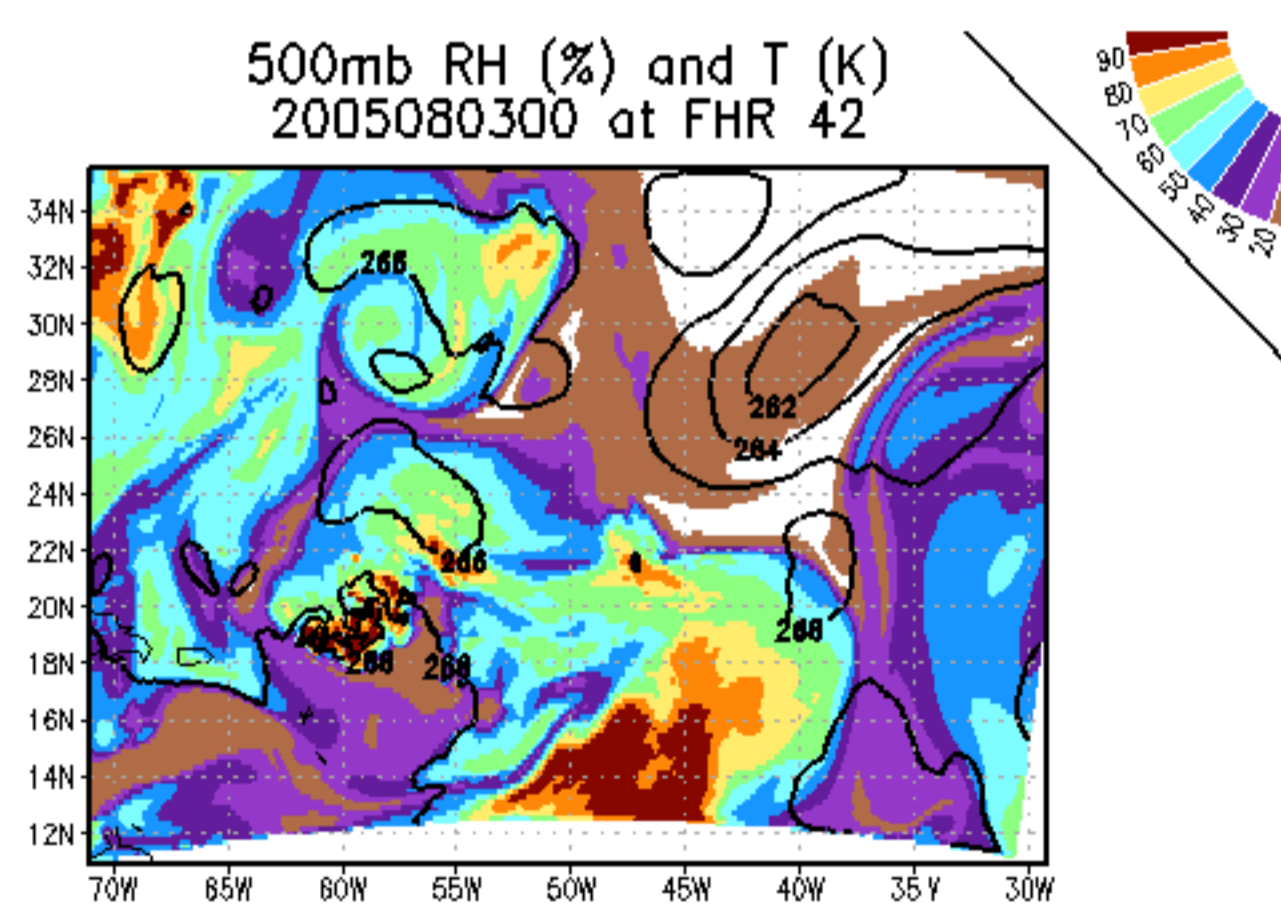 500mb RH (%) and T (K)
2005080300 at FHR 42
90
80
70
60
50
40
30
20
34N
32N
30N
28N
26N
24N
22N
20N
18N
16N
14N
12N
266
262
264
266
268
268
268
70W
65W
60W
55W
50W
45W
40W
35W
30W